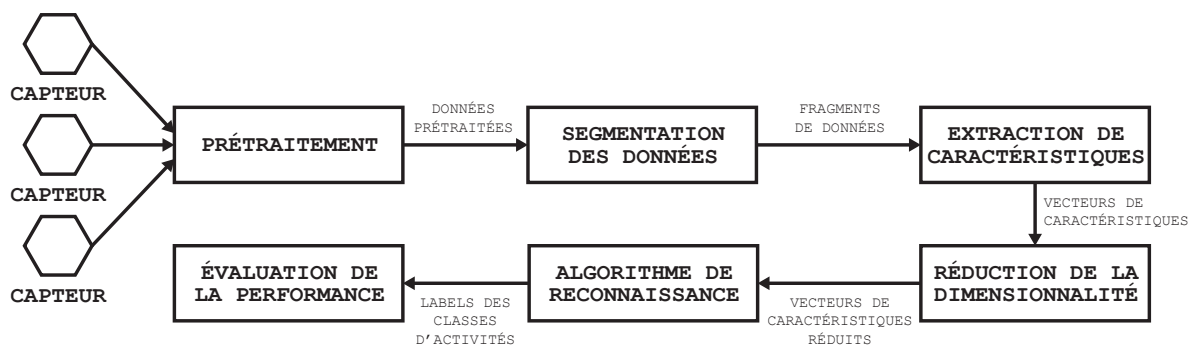 CAPTEUR
CAPTEUR
CAPTEUR
PRÉTRAITEMENT
DONNÉES
PRÉTRAITÉES
SEGMENTATION
DES DONNÉES
FRAGMENTS
DE DONNÉES
EXTRACTION DE
CARACTÉRISTIQUES
VECTEURS DE
CARACTÉRISTIQUES
RÉDUCTION DE LA
DIMENSIONNALITÉ
VECTEURS DE
CARACTÉRISTIQUES
RÉDUITS
ALGORITHME DE
RECONNAISSANCE
LABELS DES
CLASSES
D'ACTIVITÉS
ÉVALUATION DE
LA PERFORMANCE